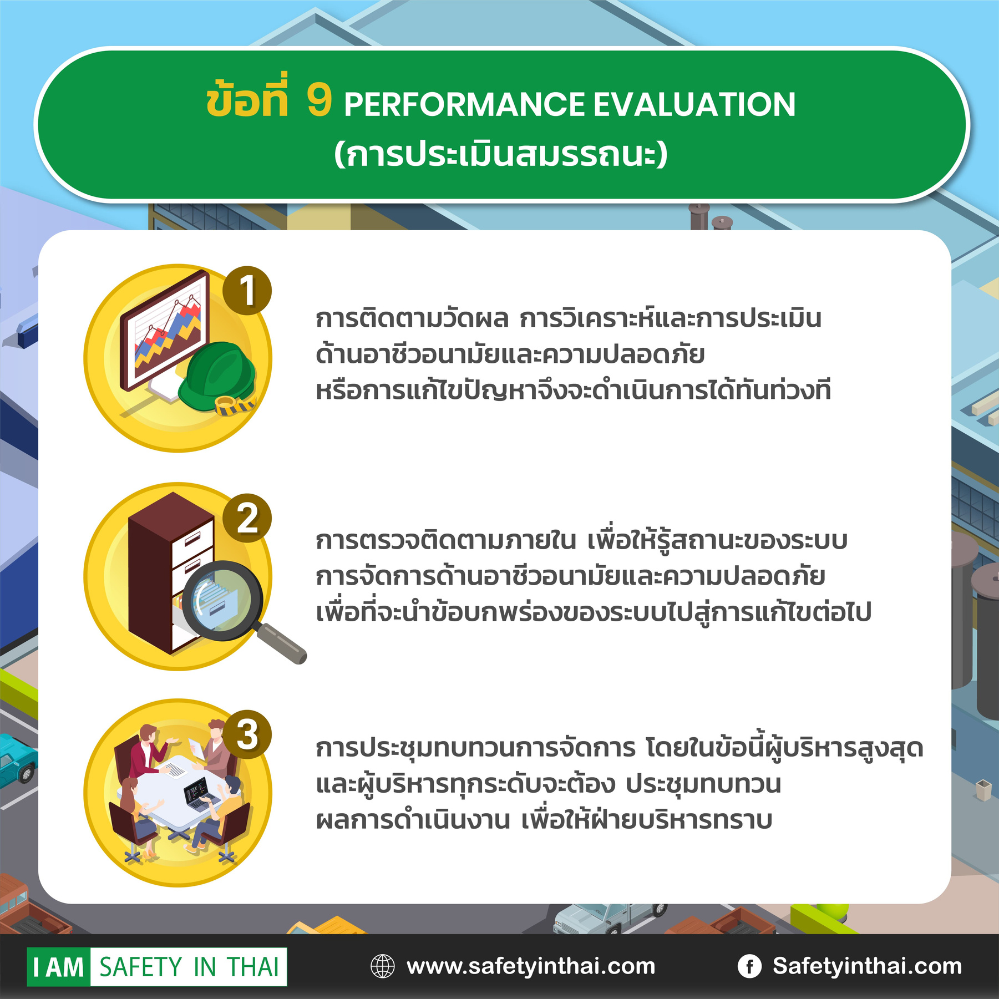 ข้อที่ 9 PERFORMANCE EVALUATION
(การประเมินสมรรถนะ)
1
การติดตามวัดผล การวิเคราะห์และการประเมิน
ด้านอาชีวอนามัยและความปลอดภัย
หรือการแก้ไขปัญหาจึงจะดำเนินการได้ทันท่วงที
2
การตรวจติดตามภายใน เพื่อให้รู้สถานะของระบบ
การจัดการด้านอาชีวอนามัยและความปลอดภัย
เพื่อที่จะนำข้อบกพร่องของระบบไปสู่การแก้ไขต่อไป
3
การประชุมทบทวนการจัดการ โดยในข้อนี้ผู้บริหารสูงสุด
และผู้บริหารทุกระดับจะต้อง ประชุมทบทวน
ผลการดำเนินงาน เพื่อให้ฝ่ายบริหารทราบ
I AM SAFETY IN THAI
www.safetyinthai.com
Safetyinthai.com